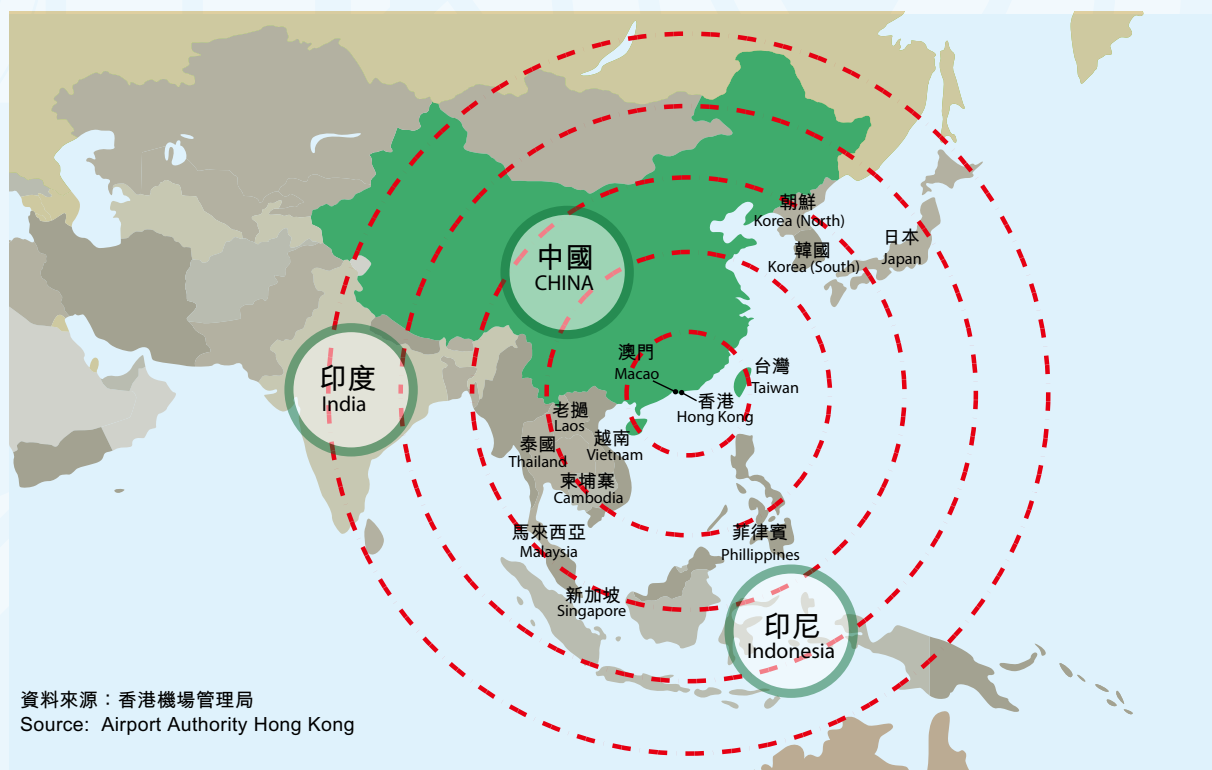 朝鮮
Korea (North)
韓國
Korea (South)
日本
Japan
中國
CHINA
澳門
Macao
台灣
Taiwan
香港
Hong Kong
印度
India
老撾
Laos
越南
Vietnam
泰國
Thailand
柬埔寨
Cambodia
馬來西亞
Malaysia
菲律賓
Phillippines
新加坡
Singapore
印尼
Indonesia
資料來源：香港機場管理局
Source: Airport Authority Hong Kong